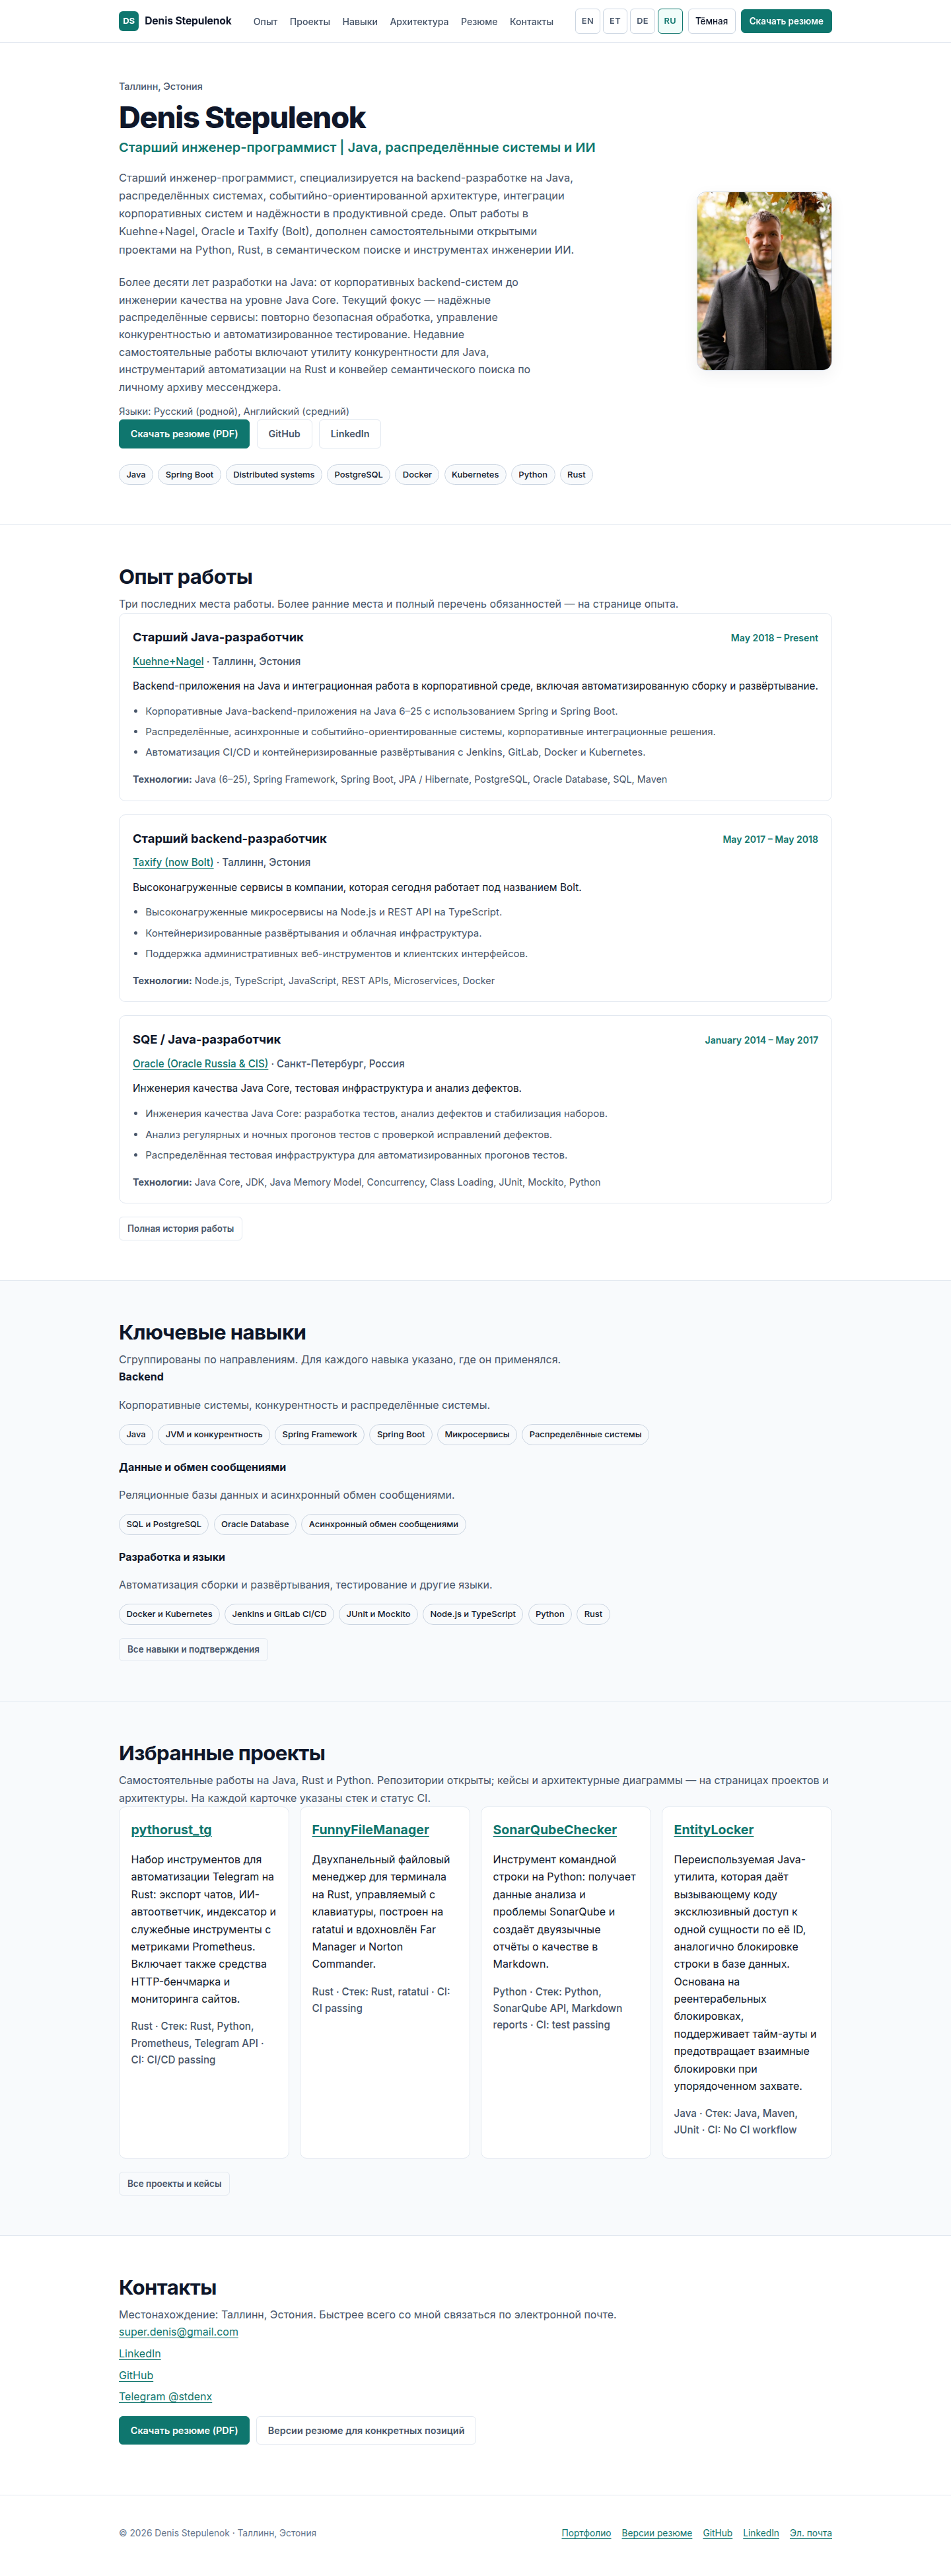 DS Denis Stepulenok Опыт Проекты Навыки Архитектура Резюме Контакты EN ET DE RU Тёмная Скачать резюме
Таллинн, Эстония
Denis Stepulenok
Старший инженер-программист | Java, распределённые системы и ИИ
Старший инженер-программист, специализируется на backend-разработке на Java,
распределённых системах, событийно-ориентированной архитектуре, интеграции
корпоративных систем и надёжности в продуктивной среде. Опыт работы в
Kuehne+Nagel, Oracle и Taxify (Bolt), дополнен самостоятельными открытыми
проектами на Python, Rust, в семантическом поиске и инструментах инженерии ИИ.
Более десяти лет разработки на Java: от корпоративных backend-систем до
инженерии качества на уровне Java Core. Текущий фокус — надёжные
распределённые сервисы: повторно безопасная обработка, управление
конкурентностью и автоматизированное тестирование. Недавние
самостоятельные работы включают утилиту конкурентности для Java,
инструментарий автоматизации на Rust и конвейер семантического поиска по
личному архиву мессенджера.
Языки: Русский (родной), Английский (средний)
Скачать резюме (PDF) GitHub LinkedIn
Java Spring Boot Distributed systems PostgreSQL Docker Kubernetes Python Rust
Опыт работы
Три последних места работы. Более ранние места и полный перечень обязанностей — на странице опыта.
Старший Java-разработчик May 2018 – Present
Kuehne+Nagel · Таллинн, Эстония
Backend-приложения на Java и интеграционная работа в корпоративной среде, включая автоматизированную сборку и развёртывание.
• Корпоративные Java-backend-приложения на Java 6–25 с использованием Spring и Spring Boot.
• Распределённые, асинхронные и событийно-ориентированные системы, корпоративные интеграционные решения.
• Автоматизация CI/CD и контейнеризированные развёртывания с Jenkins, GitLab, Docker и Kubernetes.
Технологии: Java (6–25), Spring Framework, Spring Boot, JPA / Hibernate, PostgreSQL, Oracle Database, SQL, Maven
Старший backend-разработчик May 2017 – May 2018
Taxify (now Bolt) · Таллинн, Эстония
Высоконагруженные сервисы в компании, которая сегодня работает под названием Bolt.
• Высоконагруженные микросервисы на Node.js и REST API на TypeScript.
• Контейнеризированные развёртывания и облачная инфраструктура.
• Поддержка административных веб-инструментов и клиентских интерфейсов.
Технологии: Node.js, TypeScript, JavaScript, REST APIs, Microservices, Docker
SQE / Java-разработчик January 2014 – May 2017
Oracle (Oracle Russia & CIS) · Санкт-Петербург, Россия
Инженерия качества Java Core, тестовая инфраструктура и анализ дефектов.
• Инженерия качества Java Core: разработка тестов, анализ дефектов и стабилизация наборов.
• Анализ регулярных и ночных прогонов тестов с проверкой исправлений дефектов.
• Распределённая тестовая инфраструктура для автоматизированных прогонов тестов.
Технологии: Java Core, JDK, Java Memory Model, Concurrency, Class Loading, JUnit, Mockito, Python
Полная история работы
Ключевые навыки
Сгруппированы по направлениям. Для каждого навыка указано, где он применялся.
Backend
Корпоративные системы, конкурентность и распределённые системы.
Java JVM и конкурентность Spring Framework Spring Boot Микросервисы Распределённые системы
Данные и обмен сообщениями
Реляционные базы данных и асинхронный обмен сообщениями.
SQL и PostgreSQL Oracle Database Асинхронный обмен сообщениями
Разработка и языки
Автоматизация сборки и развёртывания, тестирование и другие языки.
Docker и Kubernetes Jenkins и GitLab CI/CD JUnit и Mockito Node.js и TypeScript Python Rust
Все навыки и подтверждения
Избранные проекты
Самостоятельные работы на Java, Rust и Python. Репозитории открыты; кейсы и архитектурные диаграммы — на страницах проектов и
архитектуры. На каждой карточке указаны стек и статус CI.
pythorust_tg
Набор инструментов для
автоматизации Telegram на
Rust: экспорт чатов, ИИ-
автоответчик, индексатор и
служебные инструменты с
метриками Prometheus.
Включает также средства
HTTP-бенчмарка и
мониторинга сайтов.
Rust · Стек: Rust, Python,
Prometheus, Telegram API ·
CI: CI/CD passing
FunnyFileManager
Двухпанельный файловый
менеджер для терминала
на Rust, управляемый с
клавиатуры, построен на
ratatui и вдохновлён Far
Manager и Norton
Commander.
Rust · Стек: Rust, ratatui · CI:
CI passing
SonarQubeChecker
Инструмент командной
строки на Python: получает
данные анализа и
проблемы SonarQube и
создаёт двуязычные
отчёты о качестве в
Markdown.
Python · Стек: Python,
SonarQube API, Markdown
reports · CI: test passing
EntityLocker
Переиспользуемая Java-
утилита, которая даёт
вызывающему коду
эксклюзивный доступ к
одной сущности по её ID,
аналогично блокировке
строки в базе данных.
Основана на
реентерабельных
блокировках,
поддерживает тайм-ауты и
предотвращает взаимные
блокировки при
упорядоченном захвате.
Java · Стек: Java, Maven,
JUnit · CI: No CI workflow
Все проекты и кейсы
Контакты
Местонахождение: Таллинн, Эстония. Быстрее всего со мной связаться по электронной почте.
super.denis@gmail.com
LinkedIn
GitHub
Telegram @stdenx
Скачать резюме (PDF) Версии резюме для конкретных позиций
© 2026 Denis Stepulenok · Таллинн, Эстония Портфолио Версии резюме GitHub LinkedIn Эл. почта